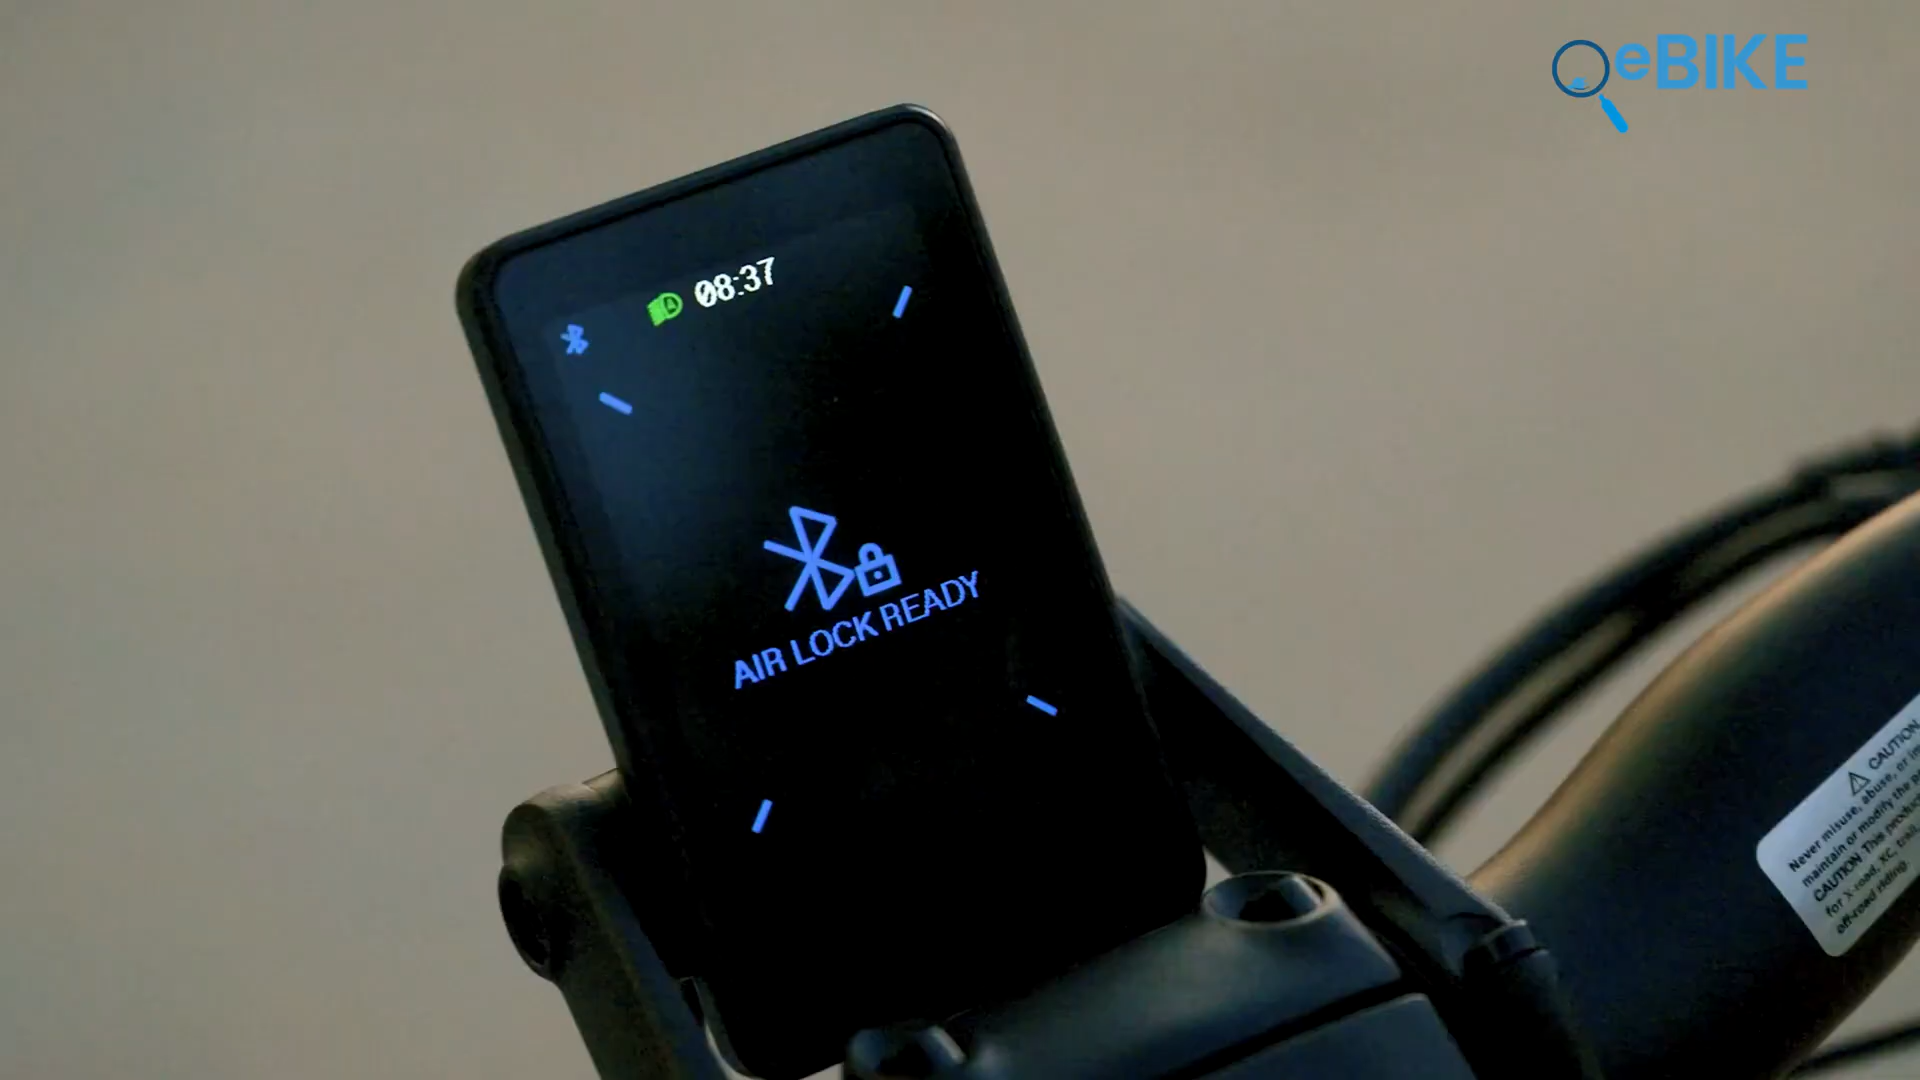 eBIKE
08:37
AIR LOCK READY
CAUTION
Never misuse, abuse, or
maintain or modify the
CAUTION: This
for X-road, XC, trail,
off-road riding.